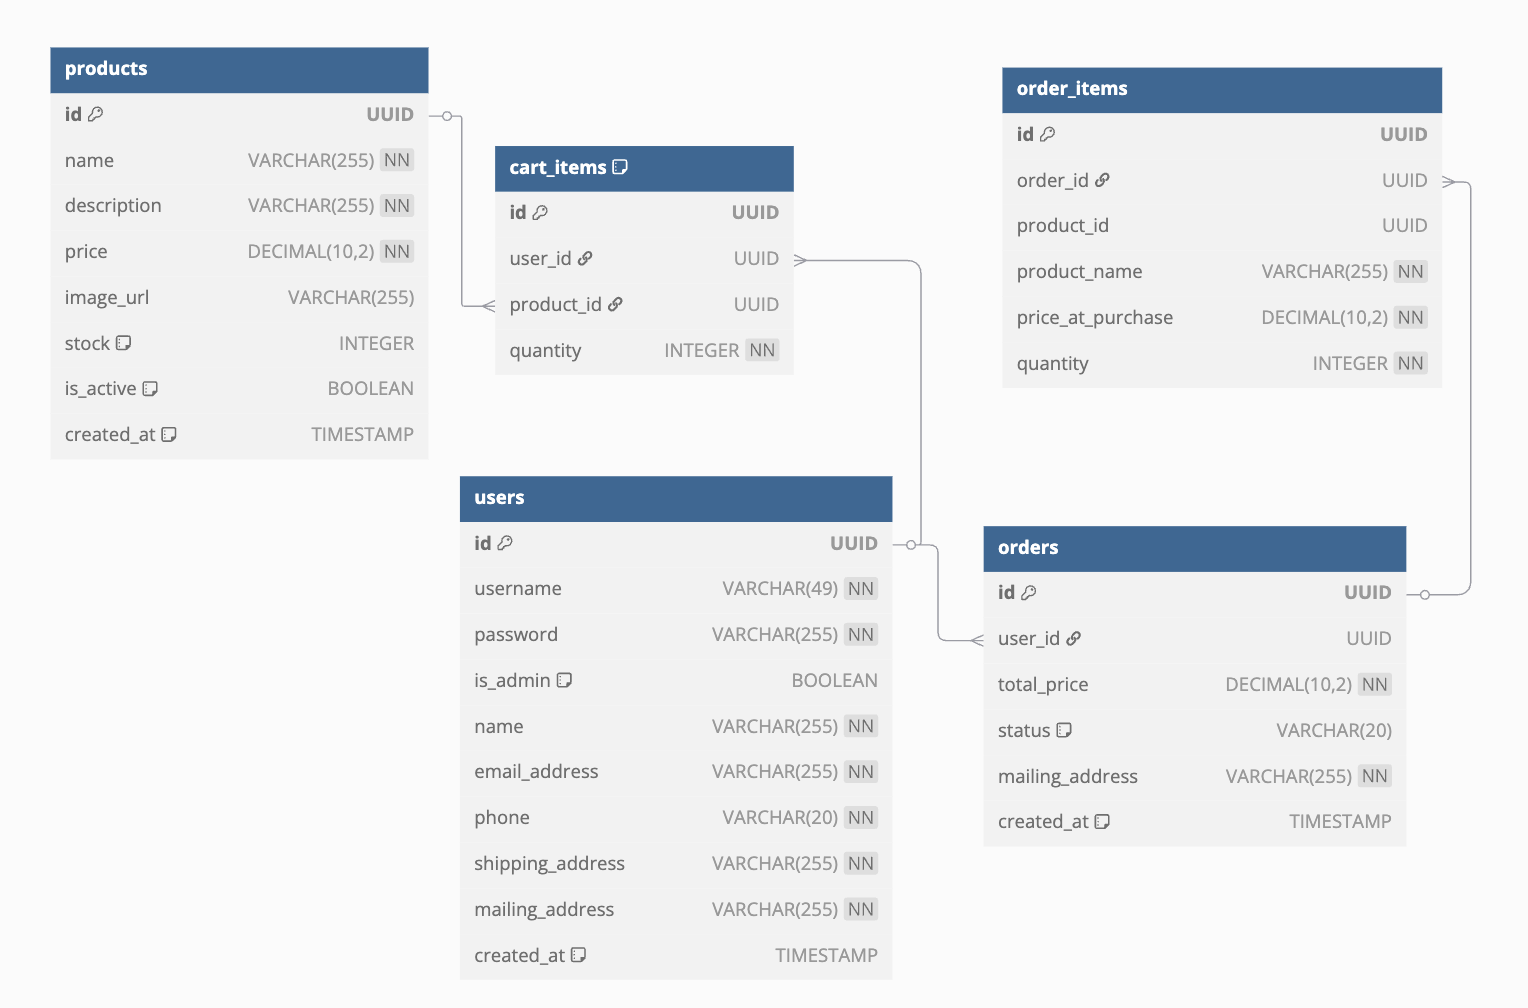 products
id UUID
name VARCHAR(255) NN
description VARCHAR(255) NN
price DECIMAL(10,2) NN
image_url VARCHAR(255)
stock INTEGER
is_active BOOLEAN
created_at TIMESTAMP
cart_items
id UUID
user_id UUID
product_id UUID
quantity INTEGER NN
order_items
id UUID
order_id UUID
product_id UUID
product_name VARCHAR(255) NN
price_at_purchase DECIMAL(10,2) NN
quantity INTEGER NN
users
id UUID
username VARCHAR(49) NN
password VARCHAR(255) NN
is_admin BOOLEAN
name VARCHAR(255) NN
email_address VARCHAR(255) NN
phone VARCHAR(20) NN
shipping_address VARCHAR(255) NN
mailing_address VARCHAR(255) NN
created_at TIMESTAMP
orders
id UUID
user_id UUID
total_price DECIMAL(10,2) NN
status VARCHAR(20)
mailing_address VARCHAR(255) NN
created_at TIMESTAMP